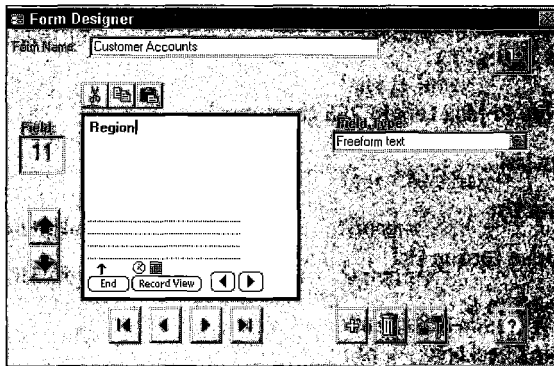 Form Designer
Form Name: Customer Accounts
Field:
11
Region
Field Type:
Freeform text
End Record View
?